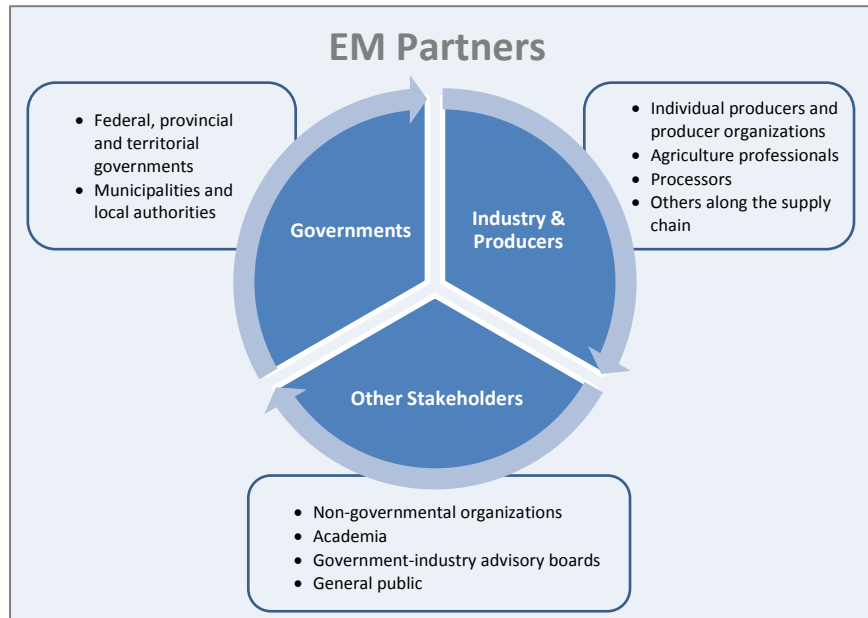 EM Partners
• Federal, provincial
and territorial
governments
• Municipalities and
local authorities
• Individual producers and
producer organizations
• Agriculture professionals
• Processors
• Others along the supply
chain
Governments
Industry &
Producers
Other Stakeholders
• Non-governmental organizations
• Academia
• Government-industry advisory boards
• General public